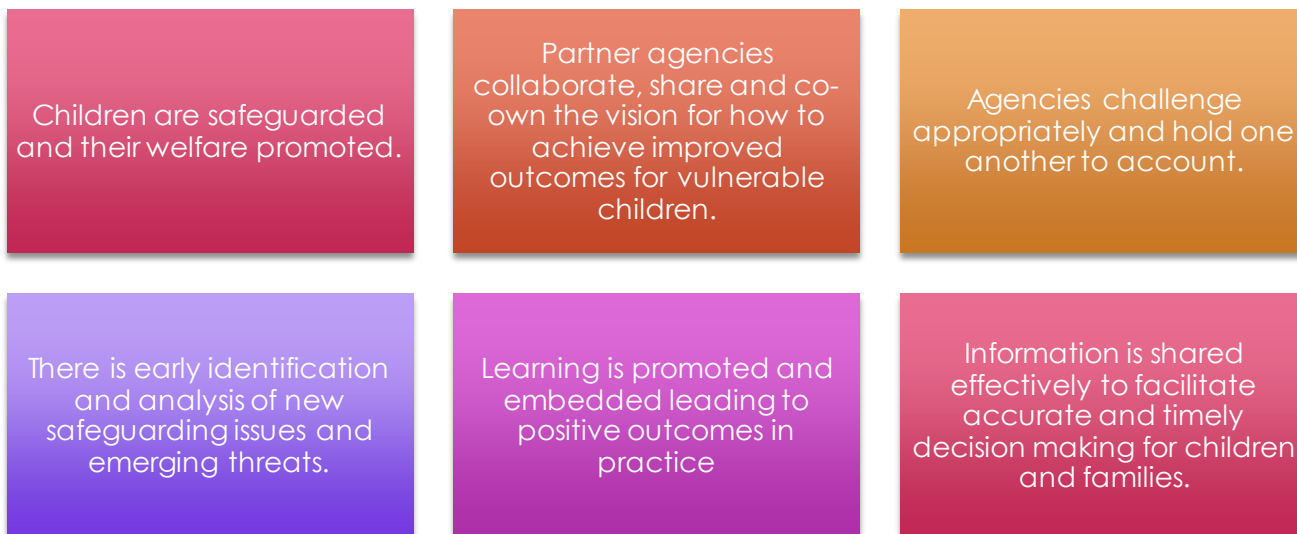 Children are safeguarded
and their welfare promoted.
Partner agencies
collaborate, share and co-
own the vision for how to
achieve improved
outcomes for vulnerable
children.
Agencies challenge
appropriately and hold one
another to account.
There is early identification
and analysis of new
safeguarding issues and
emerging threats.
Learning is promoted and
embedded leading to
positive outcomes in
practice
Information is shared
effectively to facilitate
accurate and timely
decision making for children
and families.